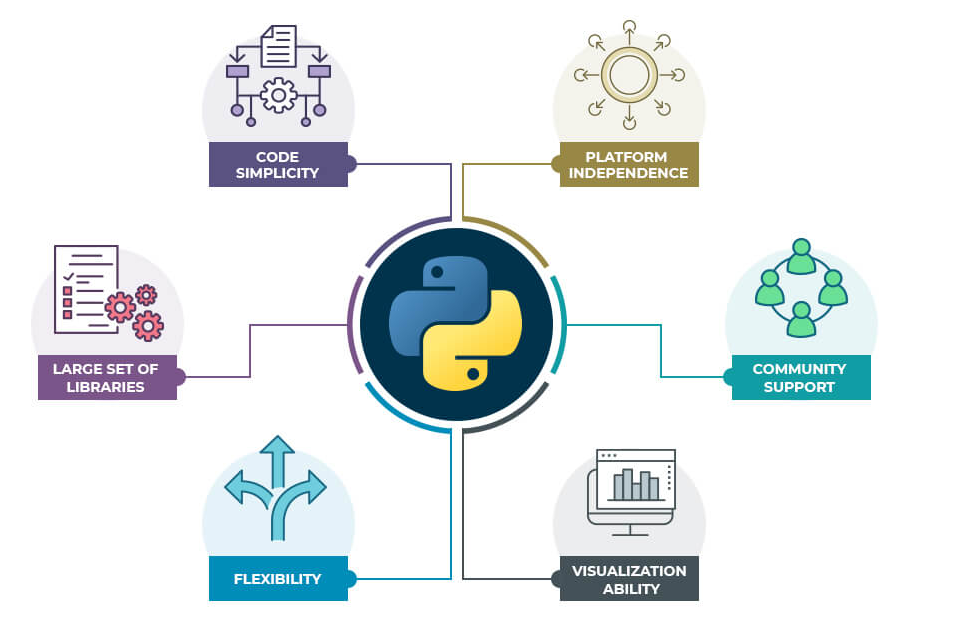 CODE
SIMPLICITY
PLATFORM
INDEPENDENCE
LARGE SET OF
LIBRARIES
COMMUNITY
SUPPORT
FLEXIBILITY
VISUALIZATION
ABILITY